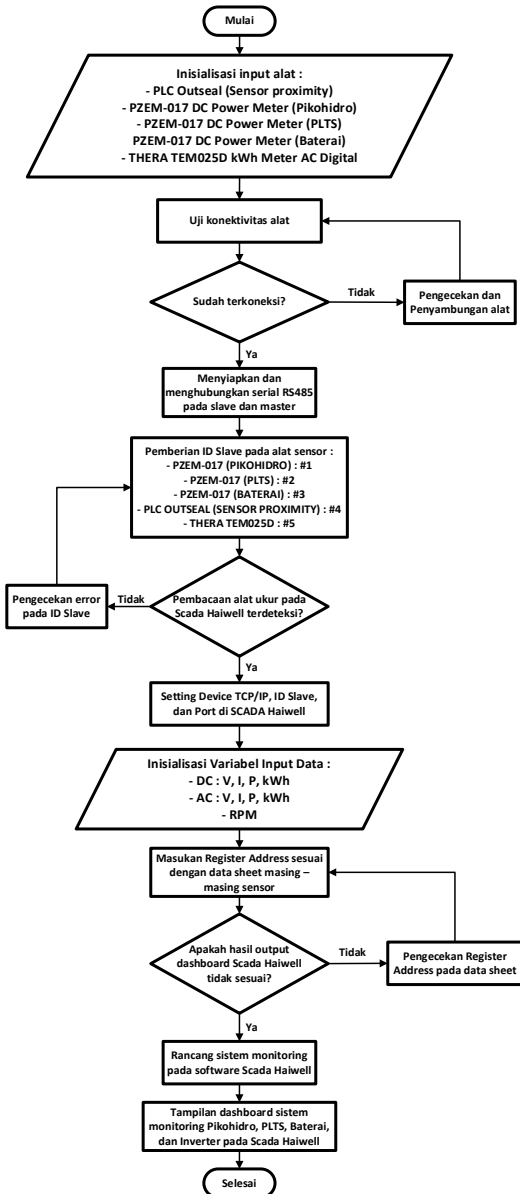 Mulai
Inisialisasi input alat :
- PLC Outseal (Sensor proximity)
- PZEM-017 DC Power Meter (Pikohidro)
- PZEM-017 DC Power Meter (PLTS)
PZEM-017 DC Power Meter (Baterai)
- THERA TEM025D kWh Meter AC Digital
Uji konektivitas alat
Sudah terkoneksi?
Tidak
Pengecekan dan
Penyambungan alat
Ya
Menyiapkan dan
menghubungkan serial RS485
pada slave dan master
Pemberian ID Slave pada alat sensor :
- PZEM-017 (PIKOHIDRO) : #1
- PZEM-017 (PLTS) : #2
- PZEM-017 (BATERAI) : #3
- PLC OUTSEAL (SENSOR PROXIMITY) : #4
- THERA TEM025D : #5
Pembacaan alat ukur pada
Scada Haiwell terdeteksi?
Tidak
Pengecekan error
pada ID Slave
Ya
Setting Device TCP/IP, ID Slave,
dan Port di SCADA Haiwell
Inisialisasi Variabel Input Data :
- DC : V, I, P, kWh
- AC : V, I, P, kWh
- RPM
Masukan Register Address sesuai
dengan data sheet masing –
masing sensor
Apakah hasil output
dashboard Scada Haiwell
tidak sesuai?
Tidak
Pengecekan Register
Address pada data sheet
Ya
Rancang sistem monitoring
pada software Scada Haiwell
Tampilan dashboard sistem
monitoring Pikohidro, PLTS, Baterai,
dan Inverter pada Scada Haiwell
Selesai